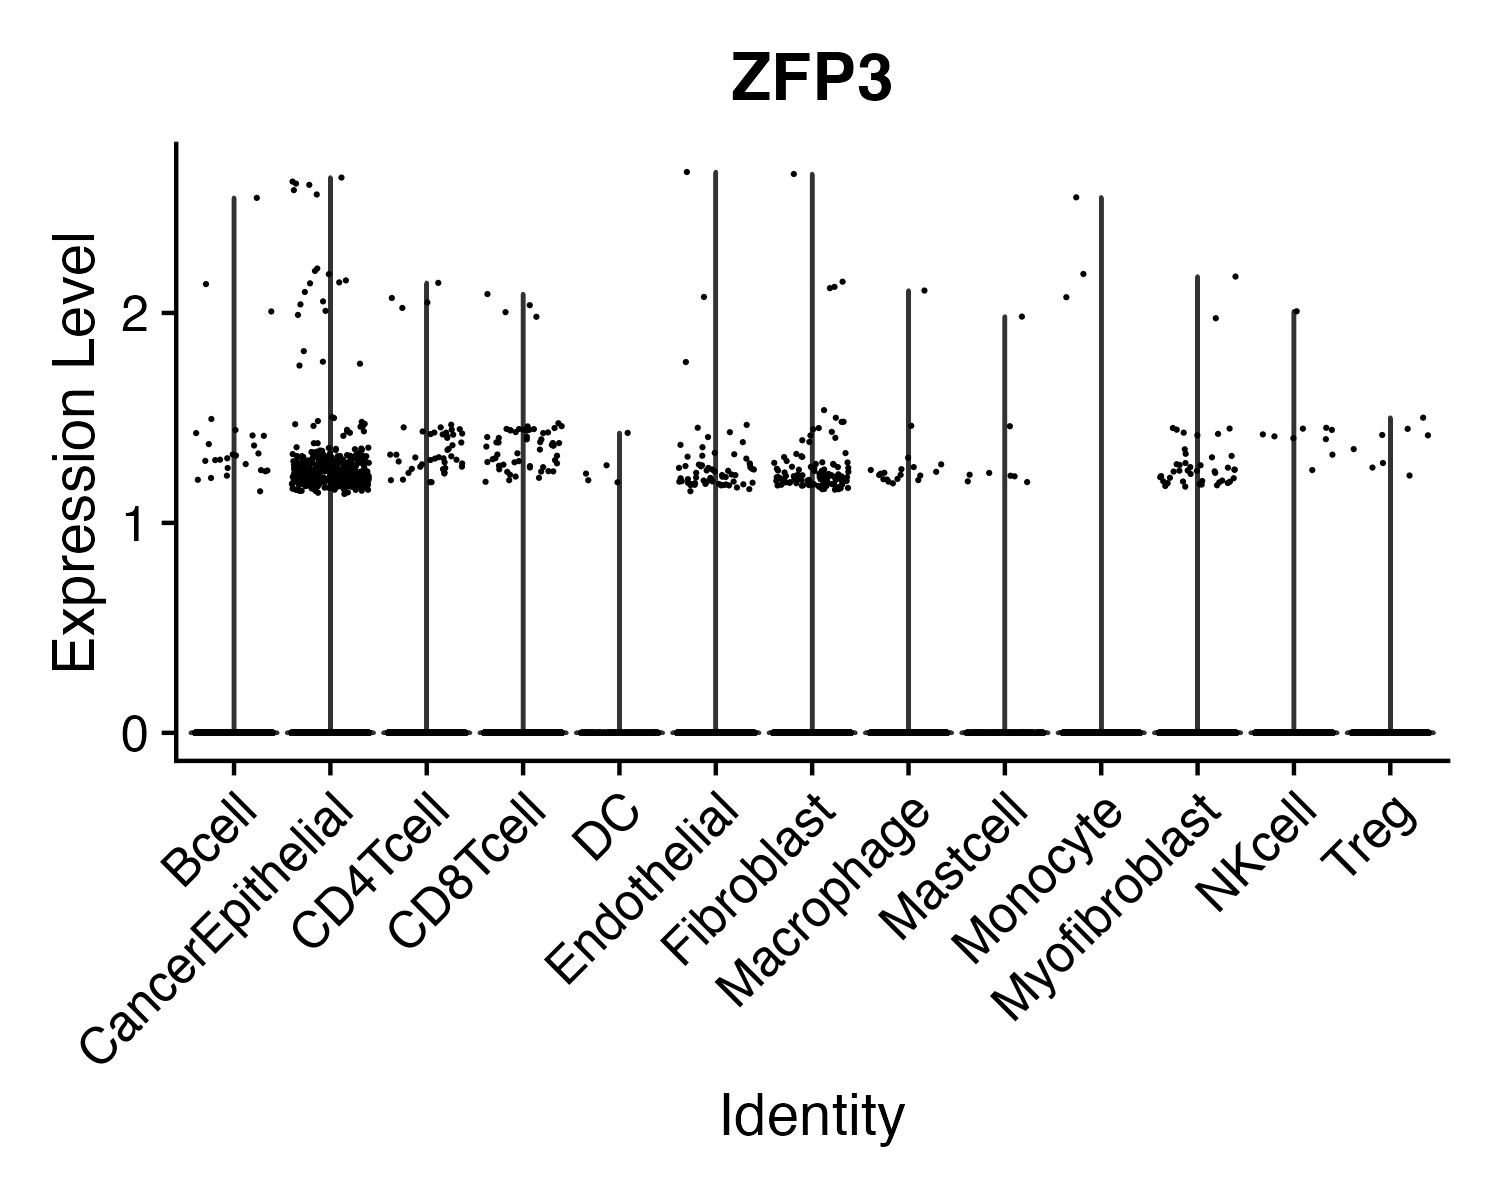 ZFP3
Expression Level
2
1
0
Bcell
CancerEpithelial
CD4Tcell
CD8Tcell
DC
Endothelial
Fibroblast
Macrophage
Mastcell
Monocyte
Myofibroblast
NKcell
Treg
Identity